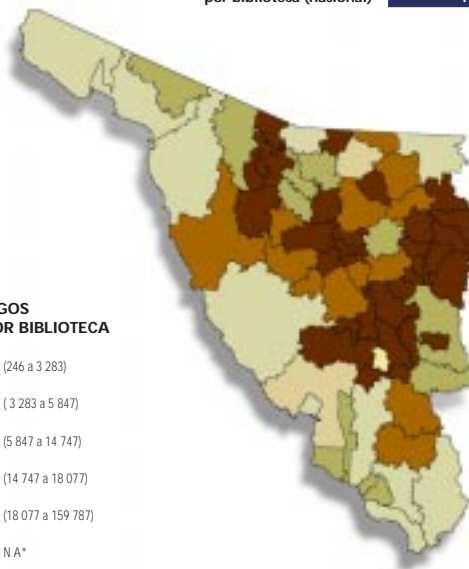 por biblioteca (nacional)
GOS
OR BIBLIOTECA
(246 a 3 283)
( 3 283 a 5 847)
(5 847 a 14 747)
(14 747 a 18 077)
(18 077 a 159 787)
N A*